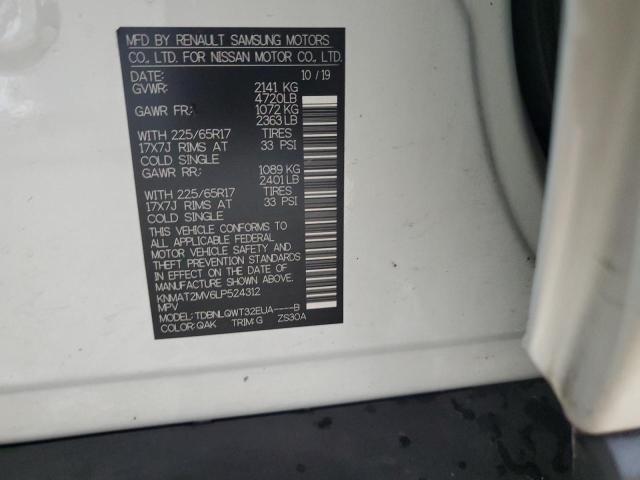 MFD BY RENAULT SAMSUNG MOTORS
CO., LTD. FOR NISSAN MOTOR CO., LTD.
DATE: 10/19
GVWR: 2141 KG
4720LB
GAWR FR: 1072 KG
2363LB
WITH 225/65R17 TIRES
17X7J RIMS AT 33 PSI
COLD SINGLE
GAWR RR: 1089 KG
2401LB
WITH 225/65R17 TIRES
17X7J RIMS AT 33 PSI
COLD SINGLE
THIS VEHICLE CONFORMS TO
ALL APPLICABLE FEDERAL
MOTOR VEHICLE SAFETY AND
THEFT PREVENTION STANDARDS
IN EFFECT ON THE DATE OF
MANUFACTURE SHOWN ABOVE.
KNMAT2MV6LP524312
MPV
MODEL: TDBNLQWT32EUA----B
COLOR: QAK TRIM: G ZS30A